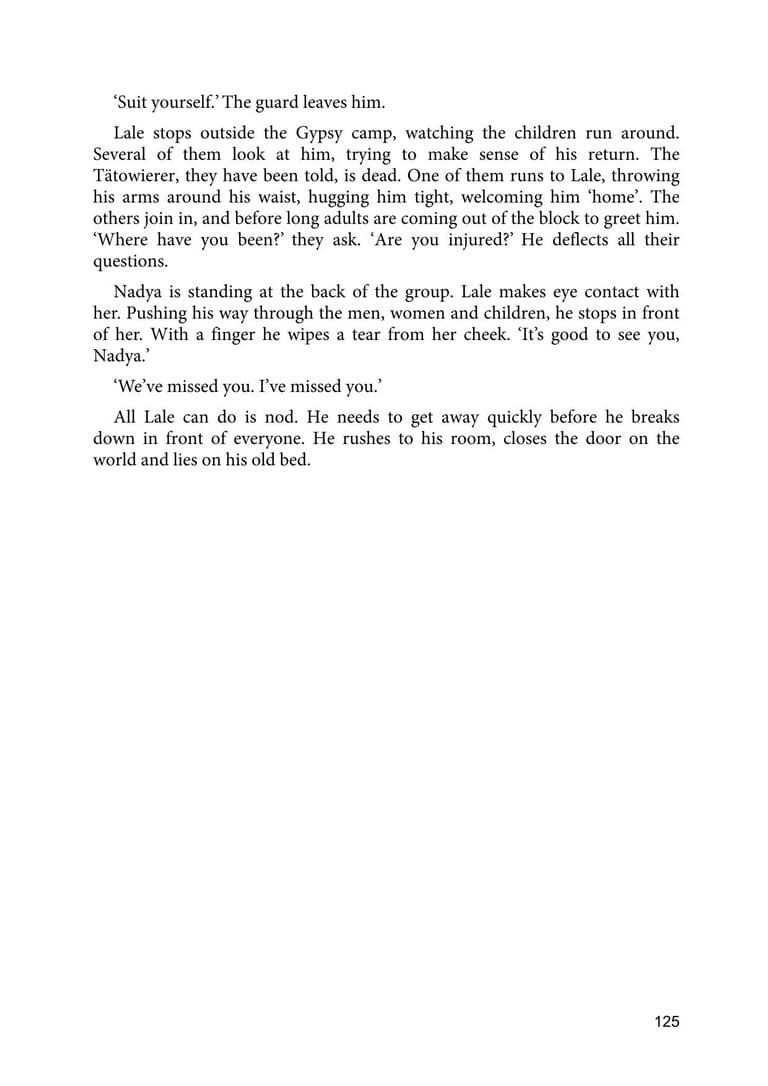 ‘Suit yourself.’ The guard leaves him.
Lale stops outside the Gypsy camp, watching the children run around.
Several of them look at him, trying to make sense of his return. The
Tätowierer, they have been told, is dead. One of them runs to Lale, throwing
his arms around his waist, hugging him tight, welcoming him ‘home’. The
others join in, and before long adults are coming out of the block to greet him.
‘Where have you been?’ they ask. ‘Are you injured?’ He deflects all their
questions.
Nadya is standing at the back of the group. Lale makes eye contact with
her. Pushing his way through the men, women and children, he stops in front
of her. With a finger he wipes a tear from her cheek. ‘It’s good to see you,
Nadya.’
‘We’ve missed you. I’ve missed you.’
All Lale can do is nod. He needs to get away quickly before he breaks
down in front of everyone. He rushes to his room, closes the door on the
world and lies on his old bed.
125